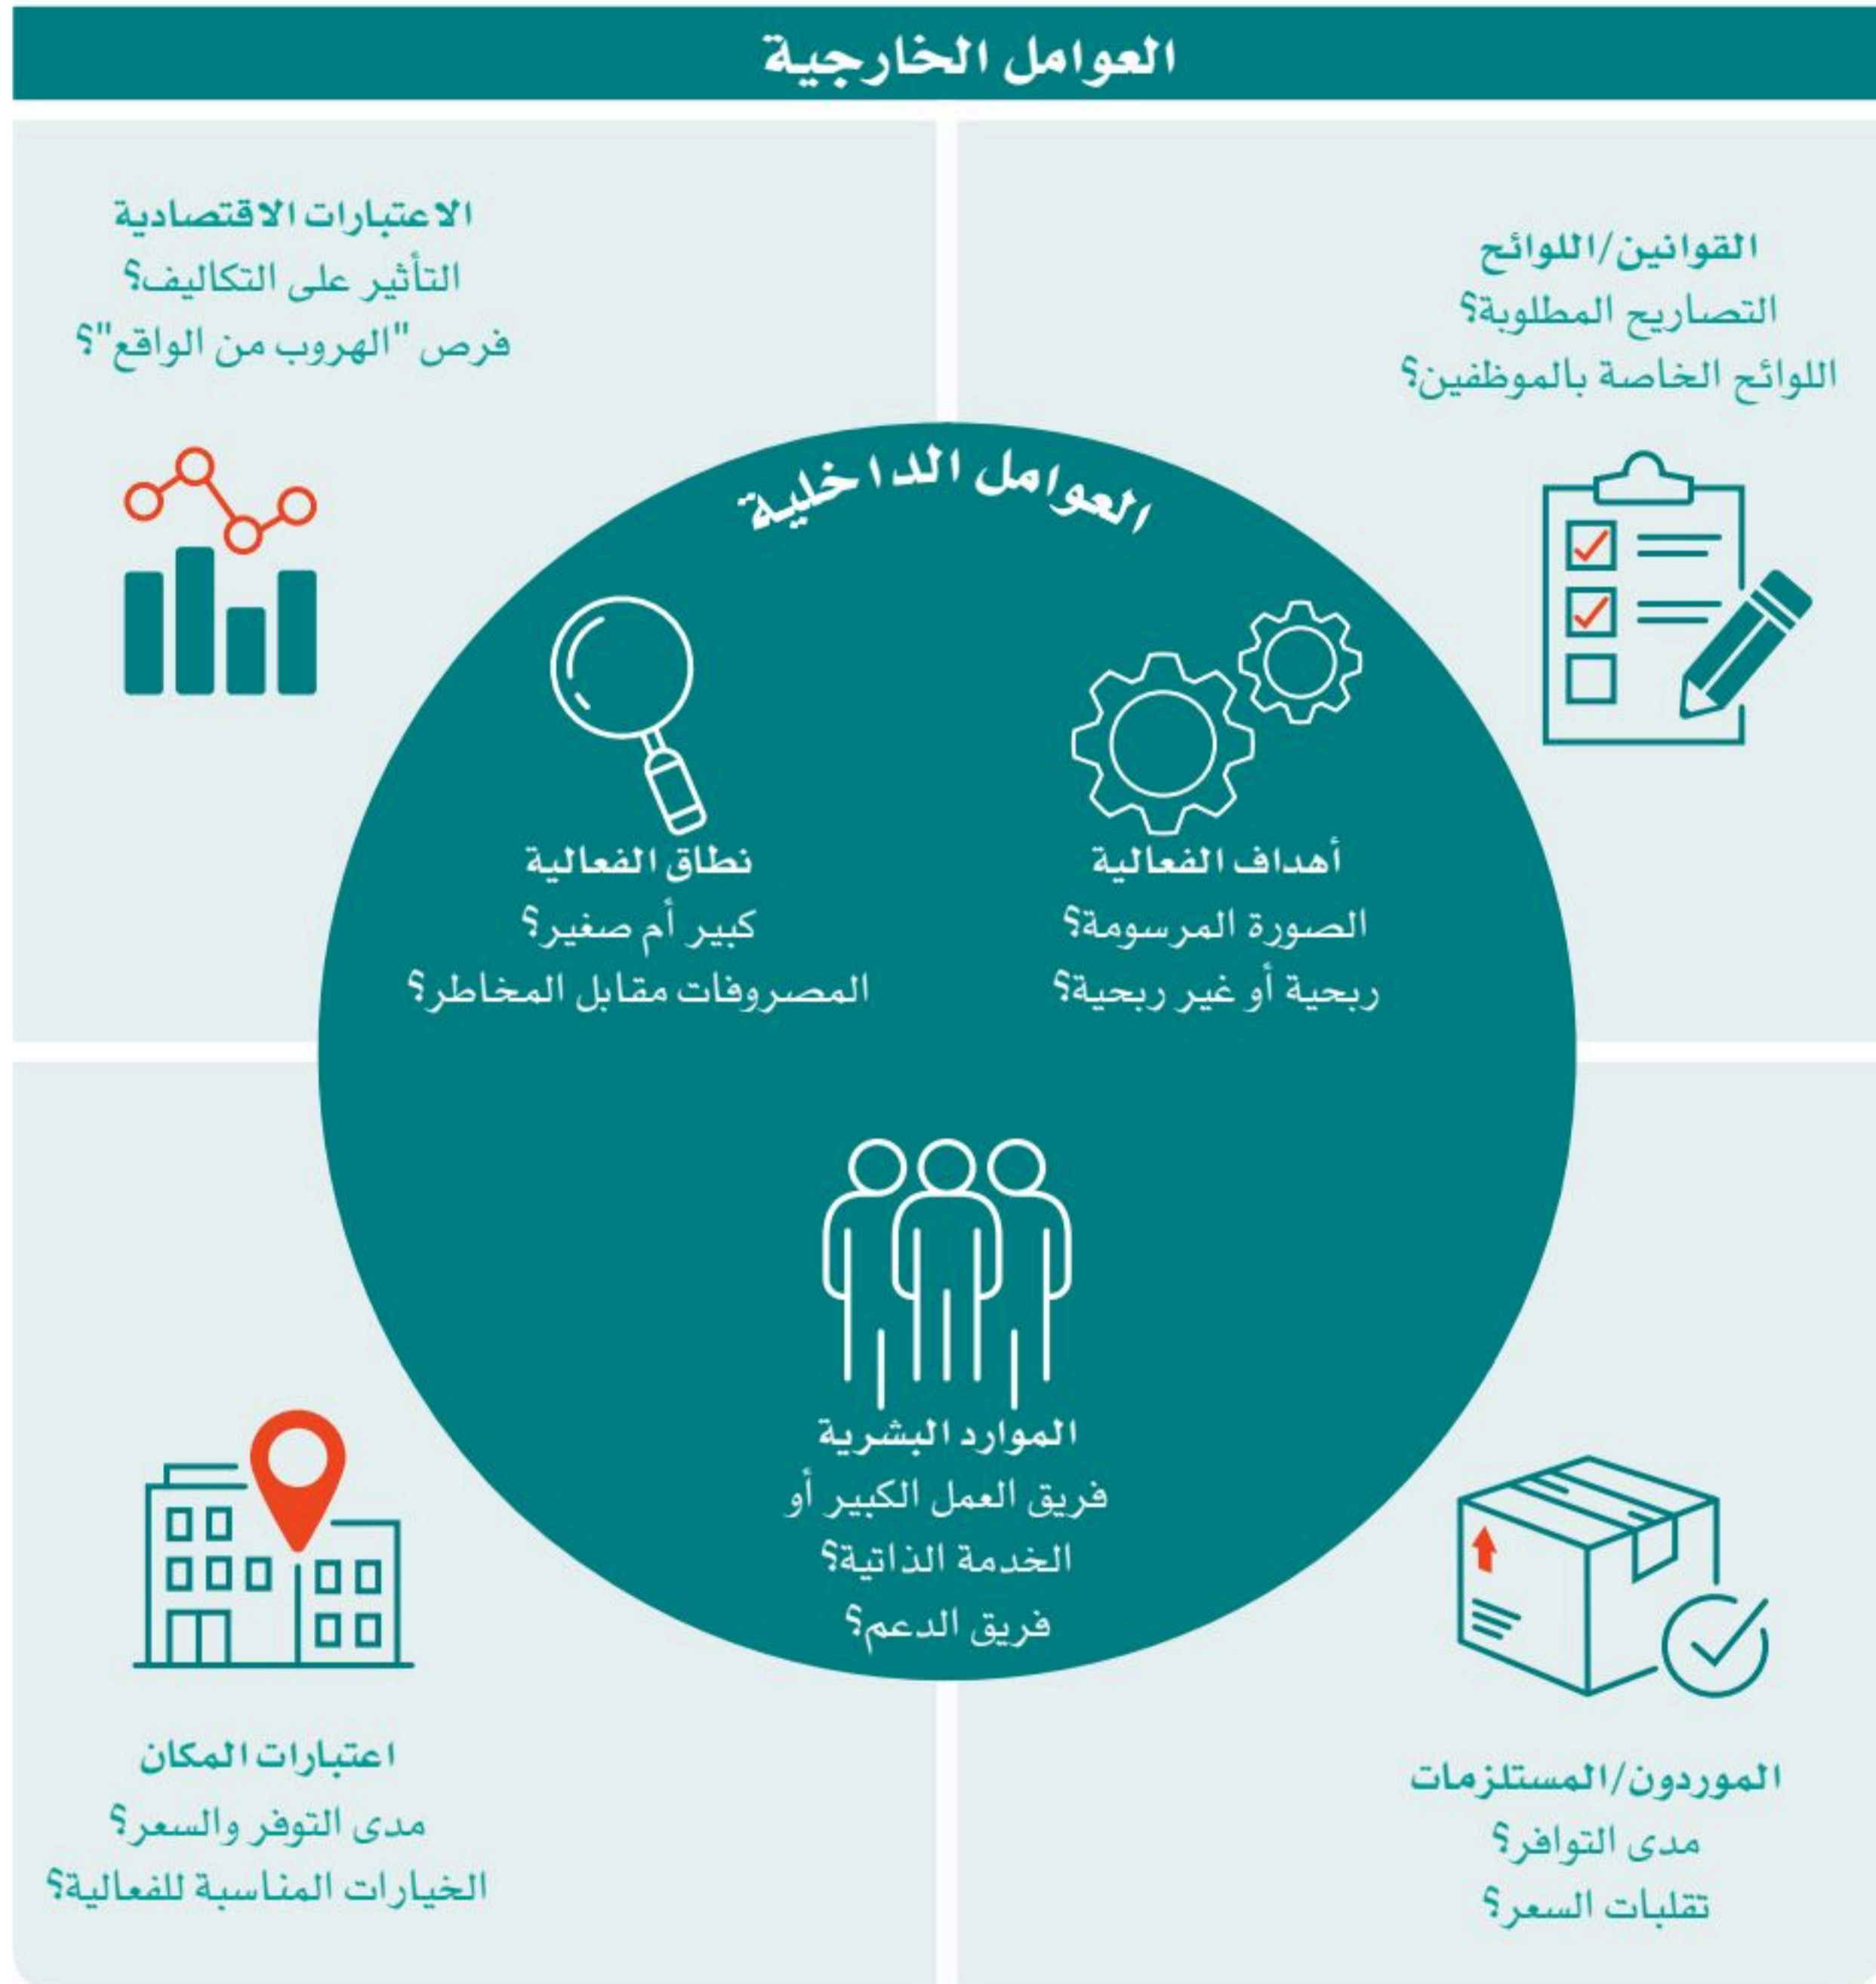 العوامل الخارجية
القوانين/اللوائح
التصاريح المطلوبة؟
اللوائح الخاصة بالموظفين؟
الاعتبارات الاقتصادية
التأثير على التكاليف؟
فرص "الهروب من الواقع"؟
العوامل الداخلية
أهداف الفعالية
الصورة المرسومة؟
ربحية أو غير ربحية؟
نطاق الفعالية
كبير أم صغير؟
المصروفات مقابل المخاطر؟
الموارد البشرية
فريق العمل الكبير أو
الخدمة الذاتية؟
فريق الدعم؟
الموردون/المستلزمات
مدى التوافر؟
تقلبات السعر؟
اعتبارات المكان
مدى التوفر والسعر؟
الخيارات المناسبة للفعالية؟